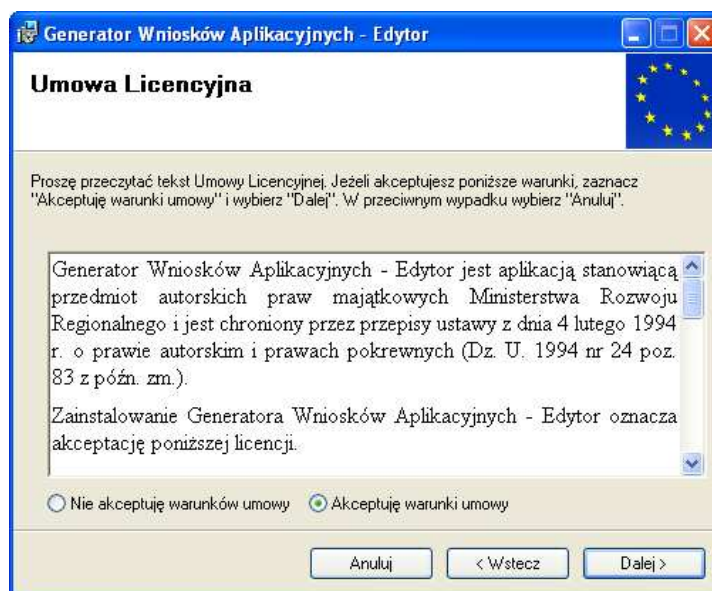 Generator Wniosków Aplikacyjnych - Edytor
Umowa Licencyjna
Proszę przeczytać tekst Umowy Licencyjnej. Jeżeli akceptujesz poniższe warunki, zaznacz
"Akceptuję warunki umowy" i wybierz "Dalej". W przeciwnym wypadku wybierz "Anuluj".
Generator Wniosków Aplikacyjnych - Edytor jest aplikacją stanowiącą
przedmiot autorskich praw majątkowych Ministerstwa Rozwoju
Regionalnego i jest chroniony przez przepisy ustawy z dnia 4 lutego 1994
r. o prawie autorskim i prawach pokrewnych (Dz. U. 1994 nr 24 poz.
83 z późn. zm.).
Zainstalowanie Generatora Wniosków Aplikacyjnych - Edytor oznacza
akceptację poniższej licencji.
Nie akceptuję warunków umowy Akceptuję warunki umowy
Anuluj < Wstecz Dalej >